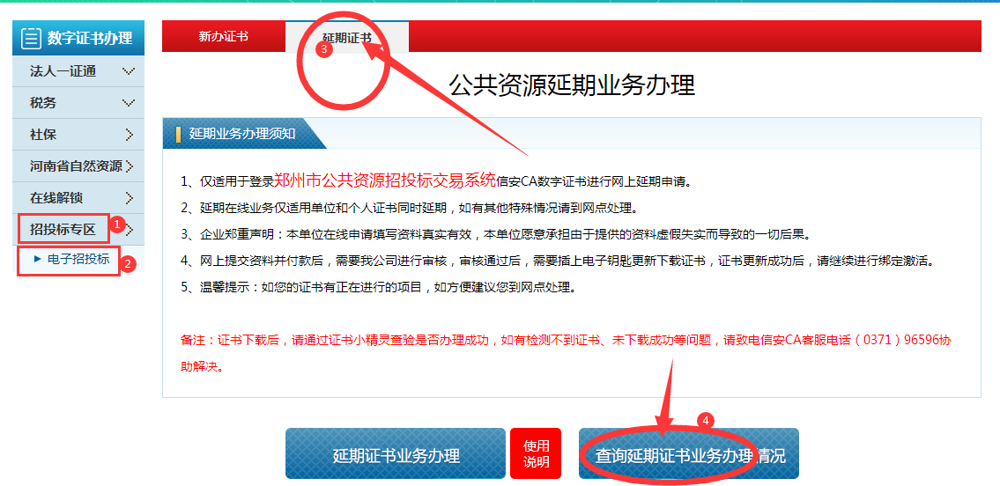 数字证书办理
法人一证通
税务
社保
河南省自然资源
在线解锁
招投标专区
1
电子招投标
2
新办证书
延期证书
3
公共资源延期业务办理
延期业务办理须知
1、仅适用于登录郑州市公共资源招投标交易系统信安CA数字证书进行网上延期申请。
2、延期在线业务仅适用单位和个人证书同时延期，如有其他特殊情况请到网点处理。
3、企业郑重声明：本单位在线申请填写资料真实有效，本单位愿意承担由于提供的资料虚假失实而导致的一切后果。
4、网上提交资料并付款后，需要我公司进行审核，审核通过后，需要插上电子钥匙更新下载证书，证书更新成功后，请继续进行绑定激活。
5、温馨提示：如您的证书有正在进行的项目，如方便建议您到网点处理。
备注：证书下载后，请通过证书小精灵查验是否办理成功，如有检测不到证书、未下载成功等问题，请致电信安CA客服电话（0371）96596协
助解决。
延期证书业务办理
使用
说明
4
查询延期证书业务办理情况